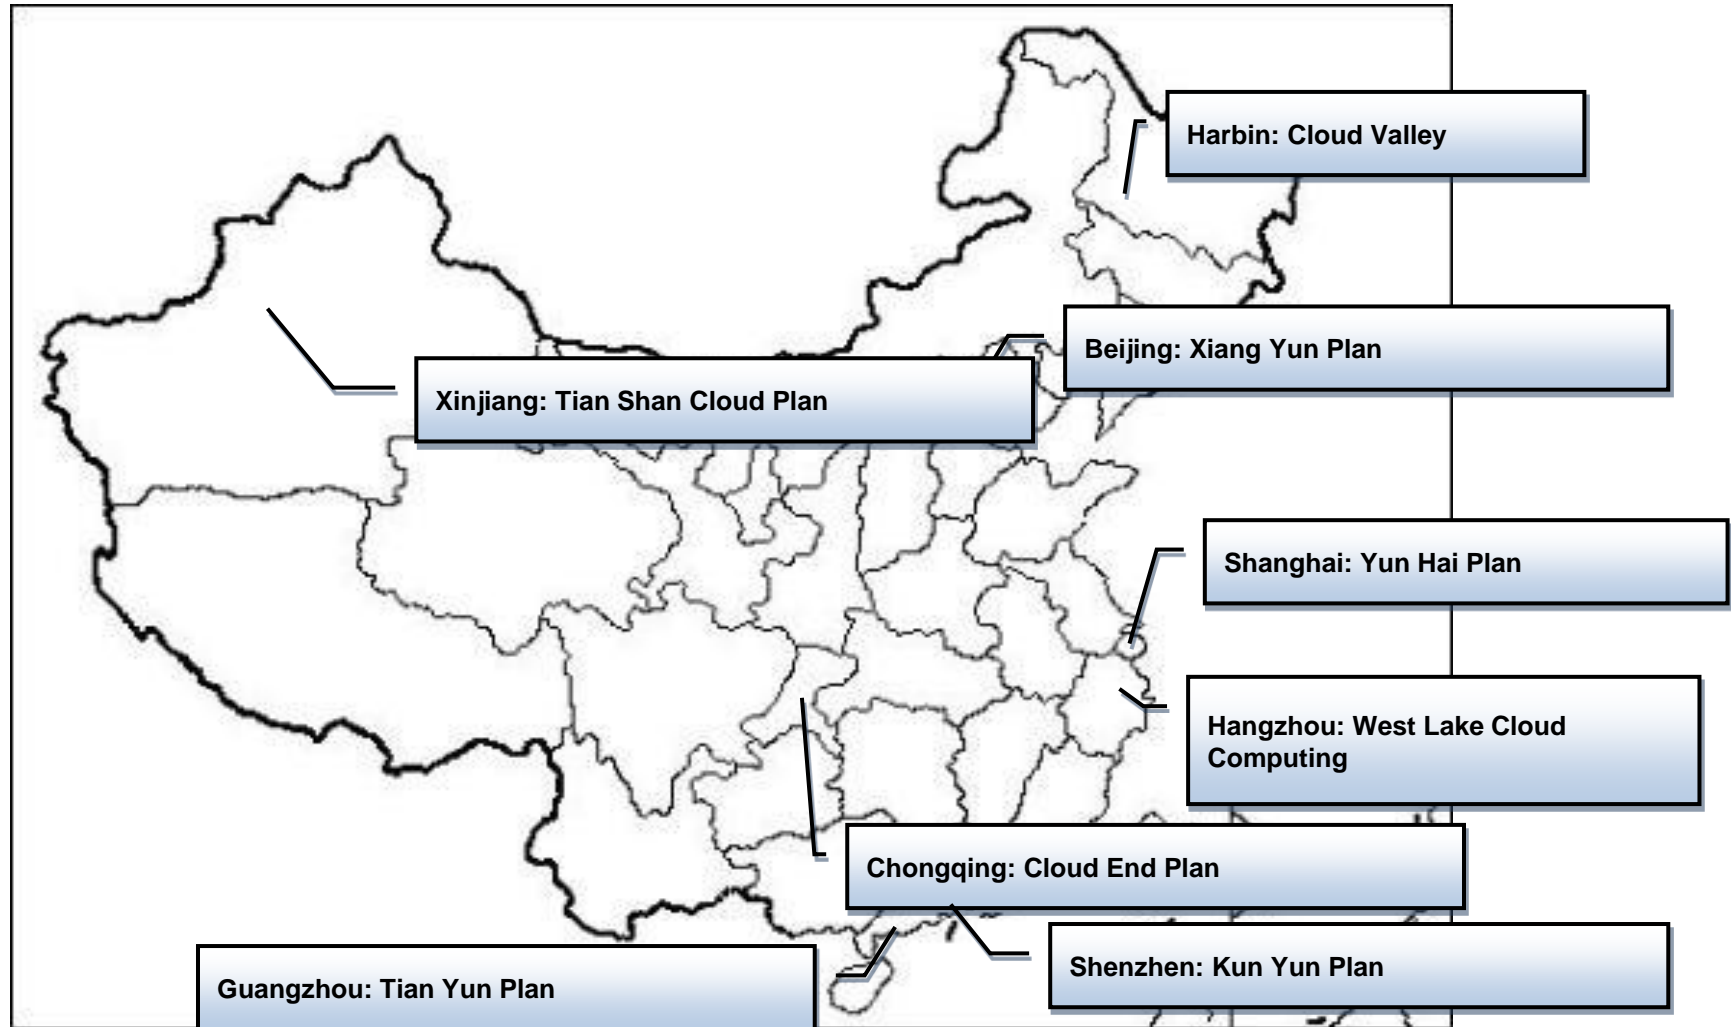 Harbin: Cloud Valley
Beijing: Xiang Yun Plan
Xinjiang: Tian Shan Cloud Plan
Shanghai: Yun Hai Plan
Hangzhou: West Lake Cloud
Computing
Chongqing: Cloud End Plan
Shenzhen: Kun Yun Plan
Guangzhou: Tian Yun Plan